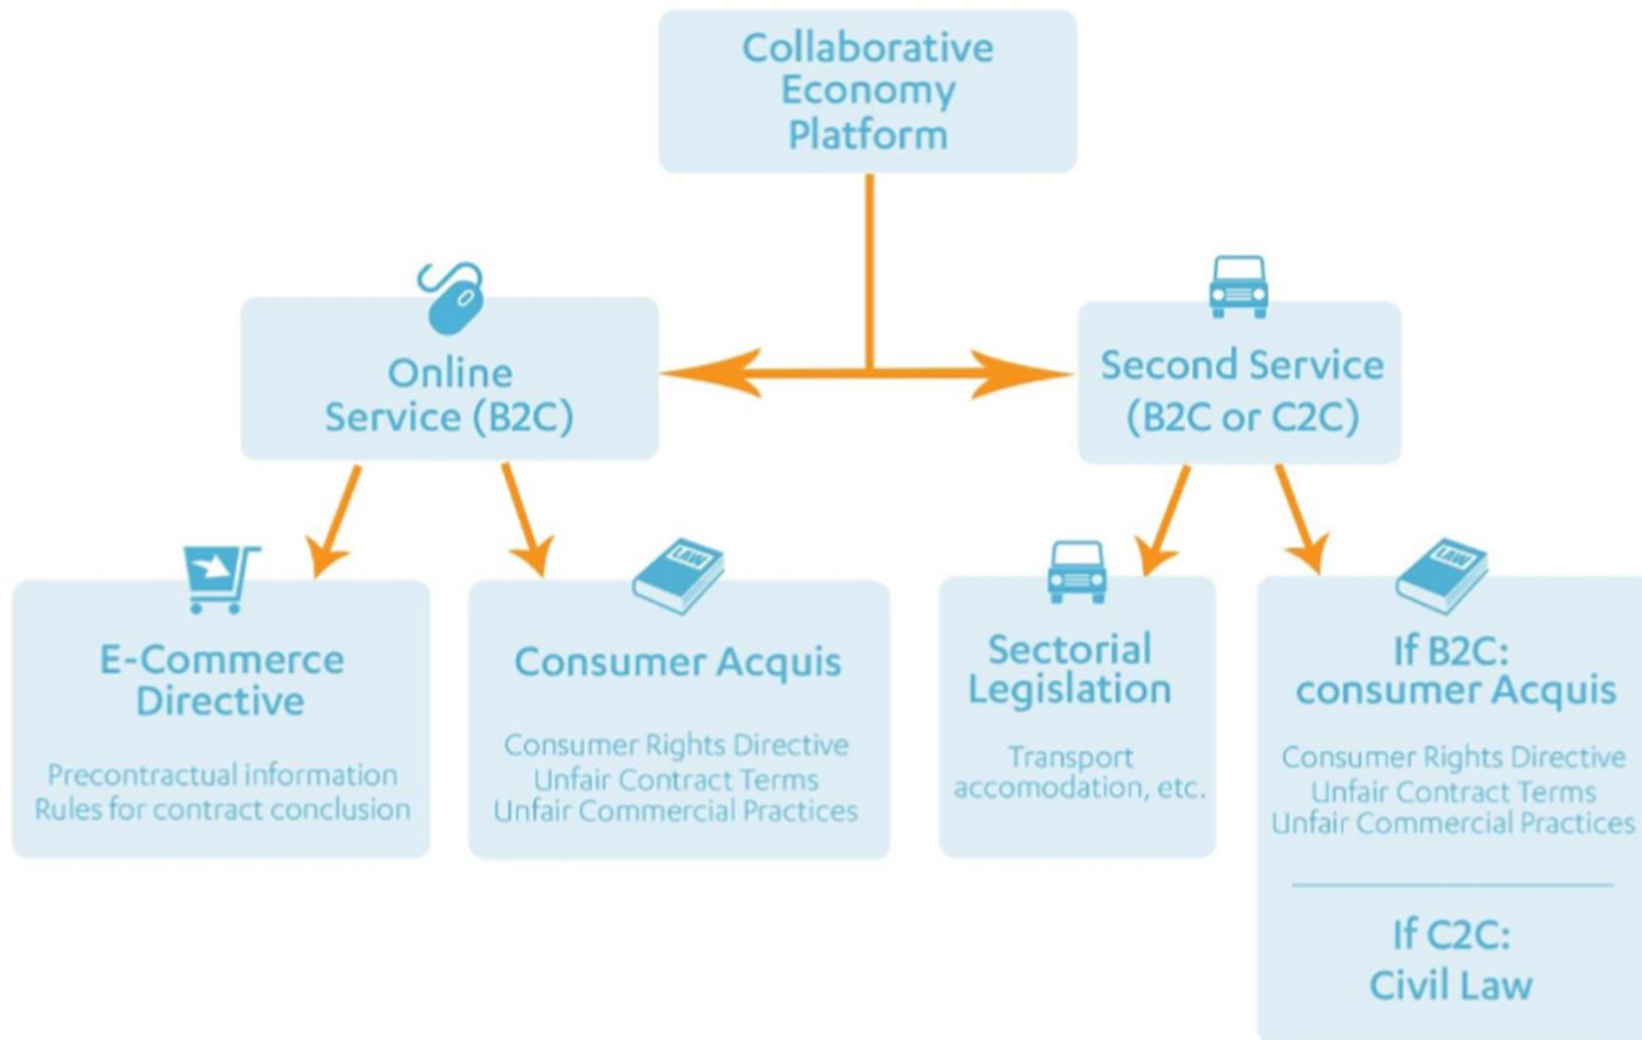 Collaborative
Economy
Platform
Online
Service (B2C)
Second Service
(B2C or C2C)
E-Commerce
Directive
Precontractual information
Rules for contract conclusion
LAW
Consumer Acquis
Consumer Rights Directive
Unfair Contract Terms
Unfair Commercial Practices
Sectorial
Legislation
Transport
accomodation, etc.
LAW
If B2C:
consumer Acquis
Consumer Rights Directive
Unfair Contract Terms
Unfair Commercial Practices
If C2C:
Civil Law